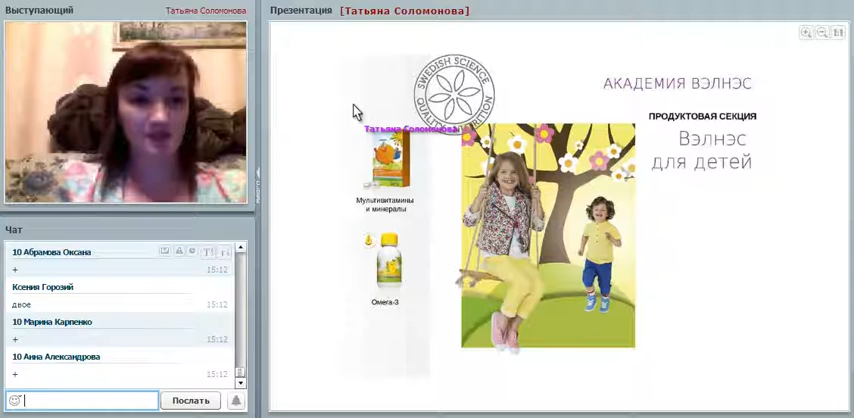 Выступающий
Татьяна Соломонова
Презентация [Татьяна Соломонова]
SWEDISH SCIENCE
QUALITY NUTRITION
АКАДЕМИЯ ВЭЛНЭС
ПРОДУКТОВАЯ СЕКЦИЯ
Вэлнэс
для детей
Татьяна Соломонова
Мультивитамины
и минералы
Омега-3
Чат
10 Абрамова Оксана
+ 15:12
Ксения Горозий
двое 15:12
10 Марина Карпенко
+ 15:12
10 Анна Александрова
+ 15:12
Послать